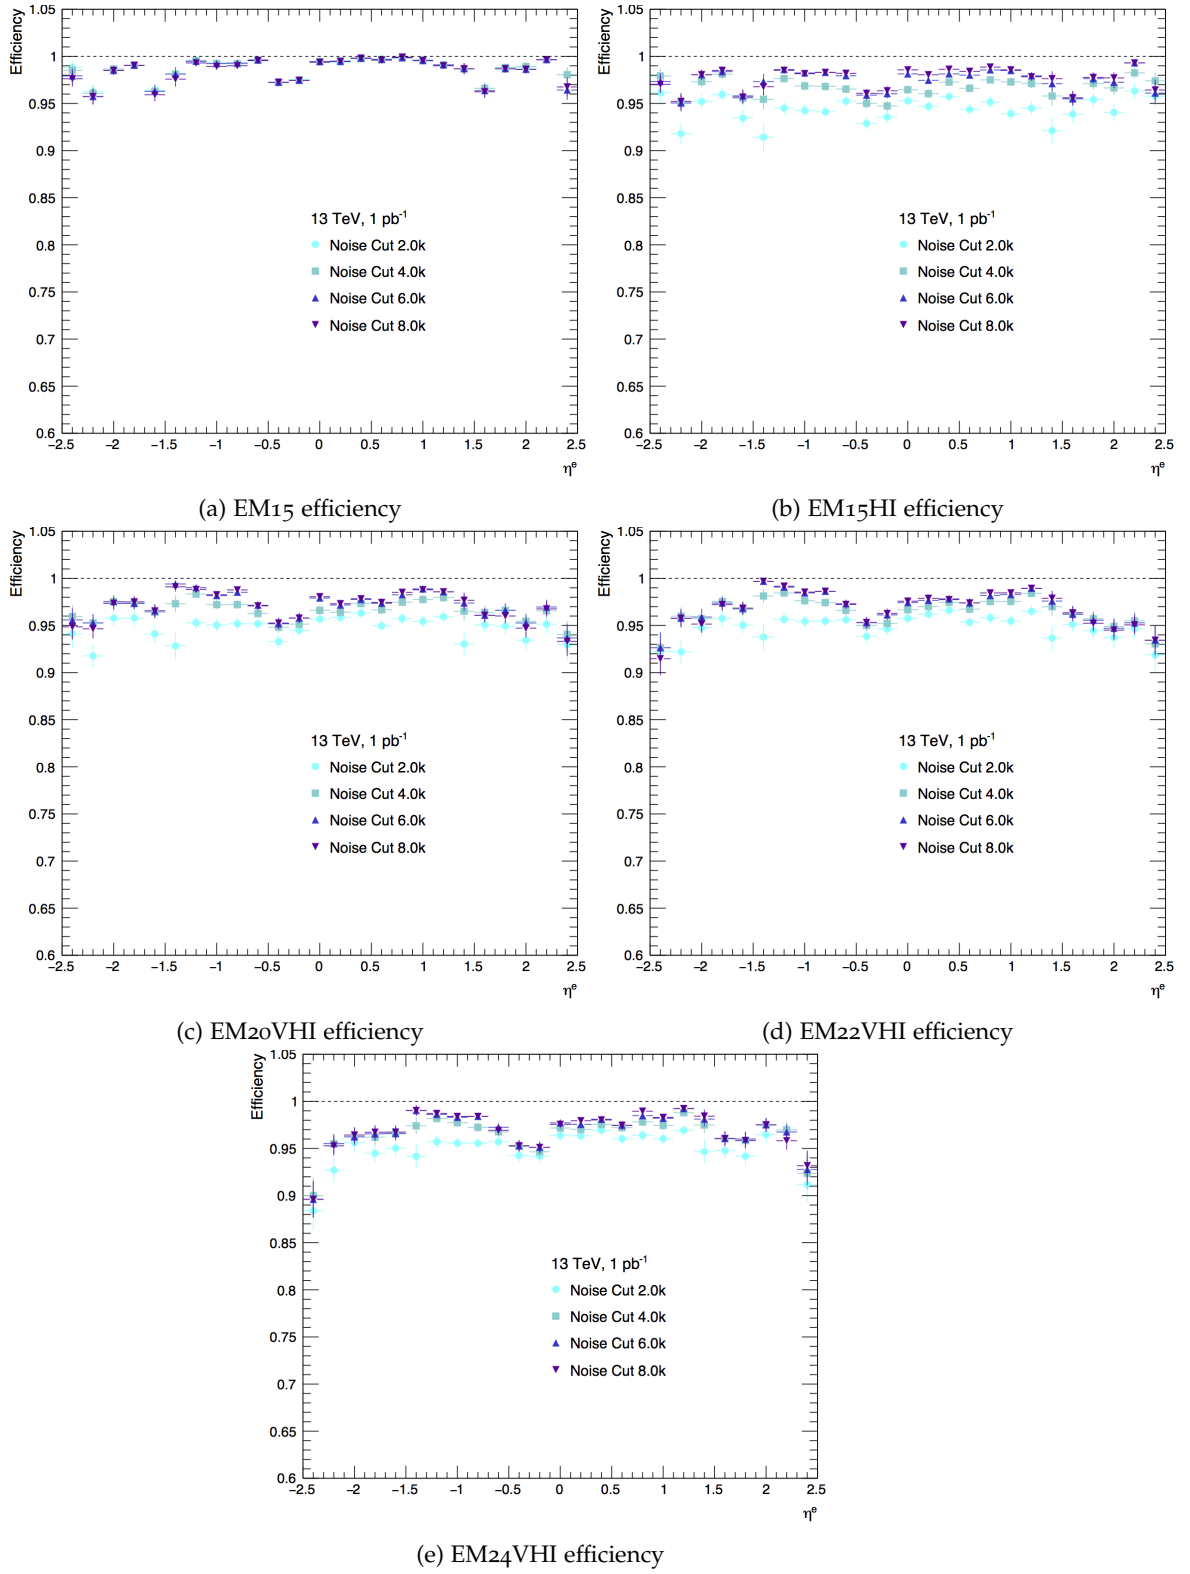 Efficiency
1.05
1
0.95
0.9
0.85
0.8
0.75
0.7
0.65
0.6
13 TeV, 1 pb⁻¹
Noise Cut 2.0k
Noise Cut 4.0k
Noise Cut 6.0k
Noise Cut 8.0k
−2.5 −2 −1.5 −1 −0.5 0 0.5 1 1.5 2 2.5
ηᵉ
(a) EM15 efficiency
Efficiency
1.05
1
0.95
0.9
0.85
0.8
0.75
0.7
0.65
0.6
13 TeV, 1 pb⁻¹
Noise Cut 2.0k
Noise Cut 4.0k
Noise Cut 6.0k
Noise Cut 8.0k
−2.5 −2 −1.5 −1 −0.5 0 0.5 1 1.5 2 2.5
ηᵉ
(b) EM15HI efficiency
Efficiency
1.05
1
0.95
0.9
0.85
0.8
0.75
0.7
0.65
0.6
13 TeV, 1 pb⁻¹
Noise Cut 2.0k
Noise Cut 4.0k
Noise Cut 6.0k
Noise Cut 8.0k
−2.5 −2 −1.5 −1 −0.5 0 0.5 1 1.5 2 2.5
ηᵉ
(c) EM20VHI efficiency
Efficiency
1.05
1
0.95
0.9
0.85
0.8
0.75
0.7
0.65
0.6
13 TeV, 1 pb⁻¹
Noise Cut 2.0k
Noise Cut 4.0k
Noise Cut 6.0k
Noise Cut 8.0k
−2.5 −2 −1.5 −1 −0.5 0 0.5 1 1.5 2 2.5
ηᵉ
(d) EM22VHI efficiency
Efficiency
1.05
1
0.95
0.9
0.85
0.8
0.75
0.7
0.65
0.6
13 TeV, 1 pb⁻¹
Noise Cut 2.0k
Noise Cut 4.0k
Noise Cut 6.0k
Noise Cut 8.0k
−2.5 −2 −1.5 −1 −0.5 0 0.5 1 1.5 2 2.5
ηᵉ
(e) EM24VHI efficiency